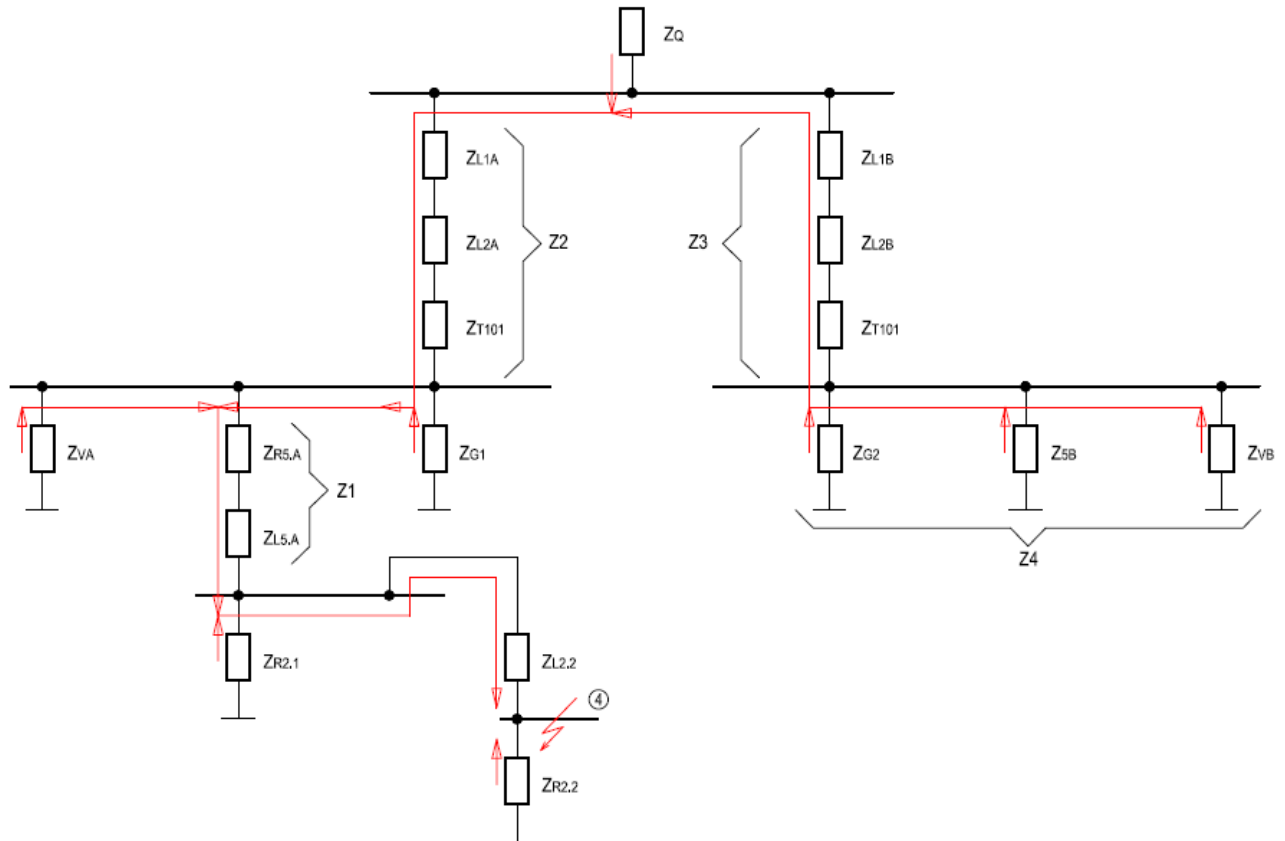 ZQ
ZL1A
ZL1B
ZL2A
Z2
Z3
ZL2B
ZT101
ZT101
ZVA
ZR5.A
ZG1
ZG2
Z5B
ZVB
Z1
ZL5.A
Z4
ZR2.1
ZL2.2
4
ZR2.2